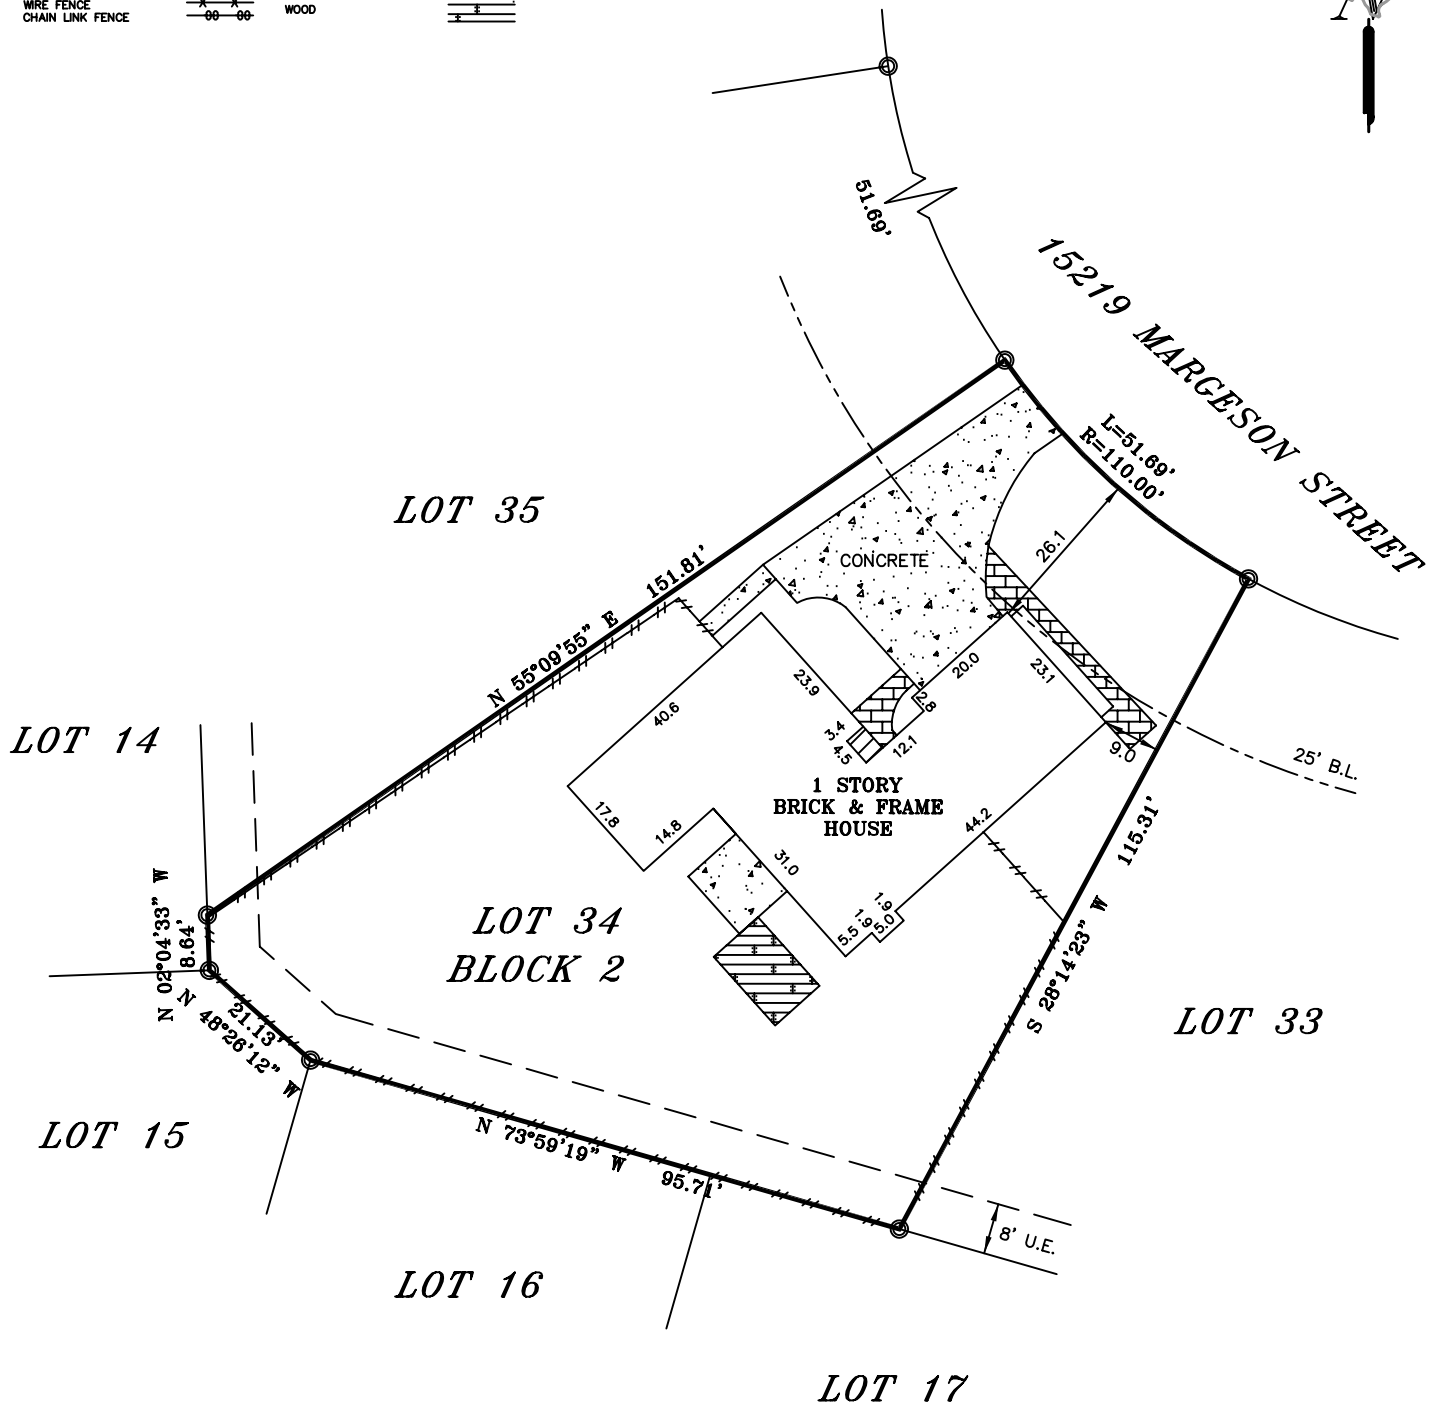 WIRE FENCE
CHAIN LINK FENCE
WOOD
51.69'
15219 MARGESON STREET
L=51.69'
R=110.00'
LOT 35
26.1
CONCRETE
N 55°09'55" E 151.81'
20.0
23.1
23.9
2.8
40.6
3.4
4.5
12.1
9.0
25' B.L.
LOT 14
1 STORY
BRICK & FRAME
HOUSE
17.8
14.8
44.2
31.0
115.31'
S 28°14'23" W
N 02°04'33" W
8.64'
LOT 34
BLOCK 2
1.9
1.9
5.0
5.5
21.13'
N 48°26'12" W
LOT 33
LOT 15
N 73°59'19" W 95.71'
8' U.E.
LOT 16
LOT 17